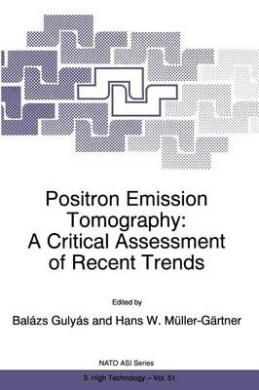 Positron Emission
Tomography:
A Critical Assessment
of Recent Trends
Edited by
Balázs Gulyás and Hans W. Müller-Gärtner
NATO ASI Series
3. High Technology – Vol. 51